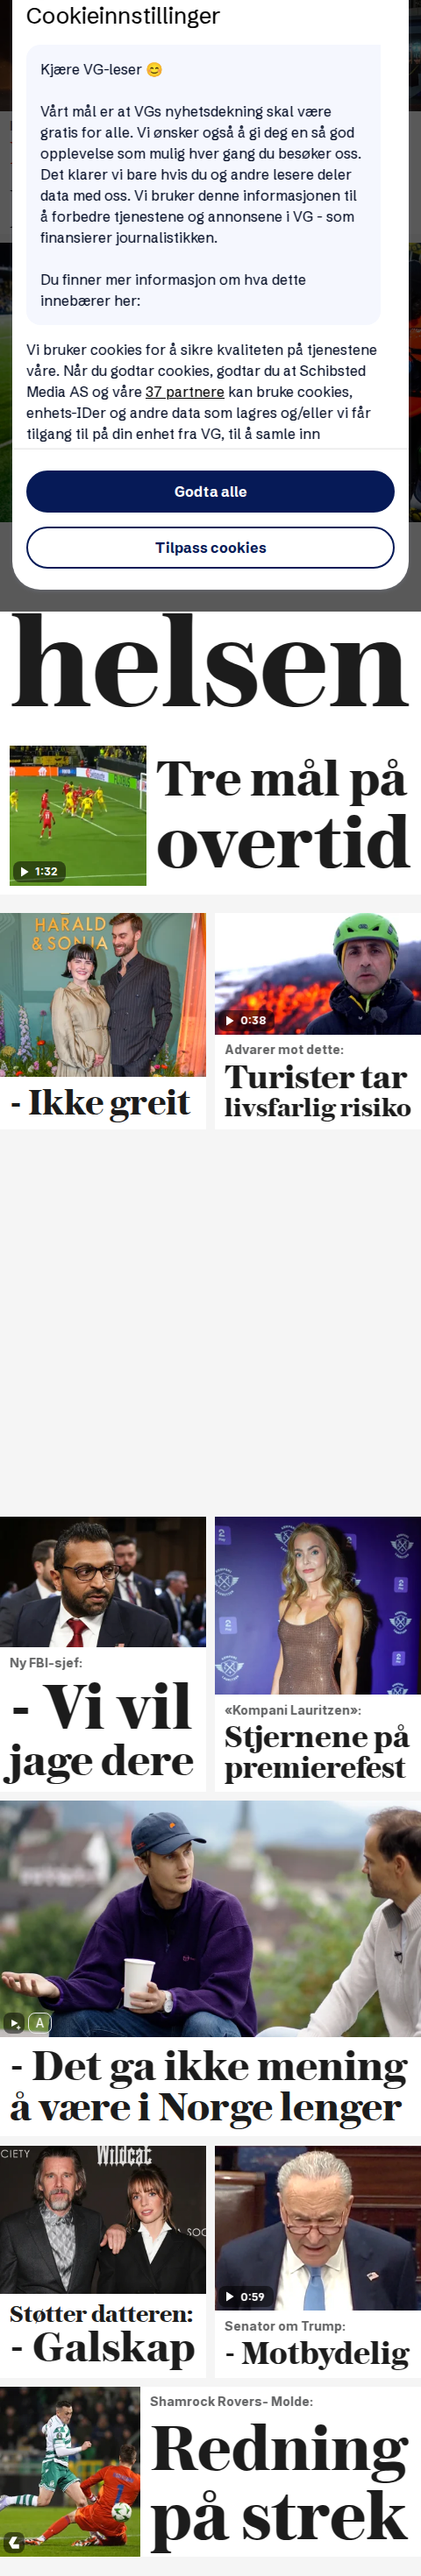 Cookieinnstillinger
Kjære VG-leser 😊
Vårt mål er at VGs nyhetsdekning skal være
gratis for alle. Vi ønsker også å gi deg en så god
opplevelse som mulig hver gang du besøker oss.
Det klarer vi bare hvis du og andre lesere deler
data med oss. Vi bruker denne informasjonen til
å forbedre tjenestene og annonsene i VG - som
finansierer journalistikken.
Du finner mer informasjon om hva dette
innebærer her:
Vi bruker cookies for å sikre kvaliteten på tjenestene
våre. Når du godtar cookies, godtar du at Schibsted
Media AS og våre 37 partnere kan bruke cookies,
enhets-IDer og andre data som lagres og/eller vi får
tilgang til på din enhet fra VG, til å samle inn
Godta alle
Tilpass cookies
helsen
1:32
Tre mål på
overtid
HARALD
& SONJA
- Ikke greit
0:38
Advarer mot dette:
Turister tar
livsfarlig risiko
Ny FBI-sjef:
- Vi vil
jage dere
«Kompani Lauritzen»:
Stjernene på
premierefest
A
- Det ga ikke mening
å være i Norge lenger
CIETY
Wildcat
SOC
Støtter datteren:
- Galskap
0:59
Senator om Trump:
- Motbydelig
Shamrock Rovers- Molde:
Redning
på strek